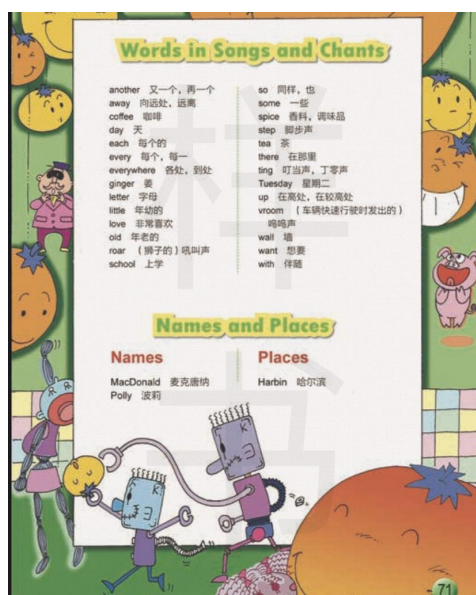 Words in Songs and Chants
another 又一个，再一个
away 向远处，远离
coffee 咖啡
day 天
each 每个的
every 每个，每一
everywhere 各处，到处
ginger 姜
letter 字母
little 年幼的
love 非常喜欢
old 年老的
roar （狮子的）吼叫声
school 上学
so 同样，也
some 一些
spice 香料，调味品
step 脚步声
tea 茶
there 在那里
ting 叮当声，丁零声
Tuesday 星期二
up 在高处，在较高处
vroom （车辆快速行驶时发出的）
呜呜声
wall 墙
want 想要
with 伴随
Names and Places
Names
MacDonald 麦克唐纳
Polly 波莉
Places
Harbin 哈尔滨
样
书
71